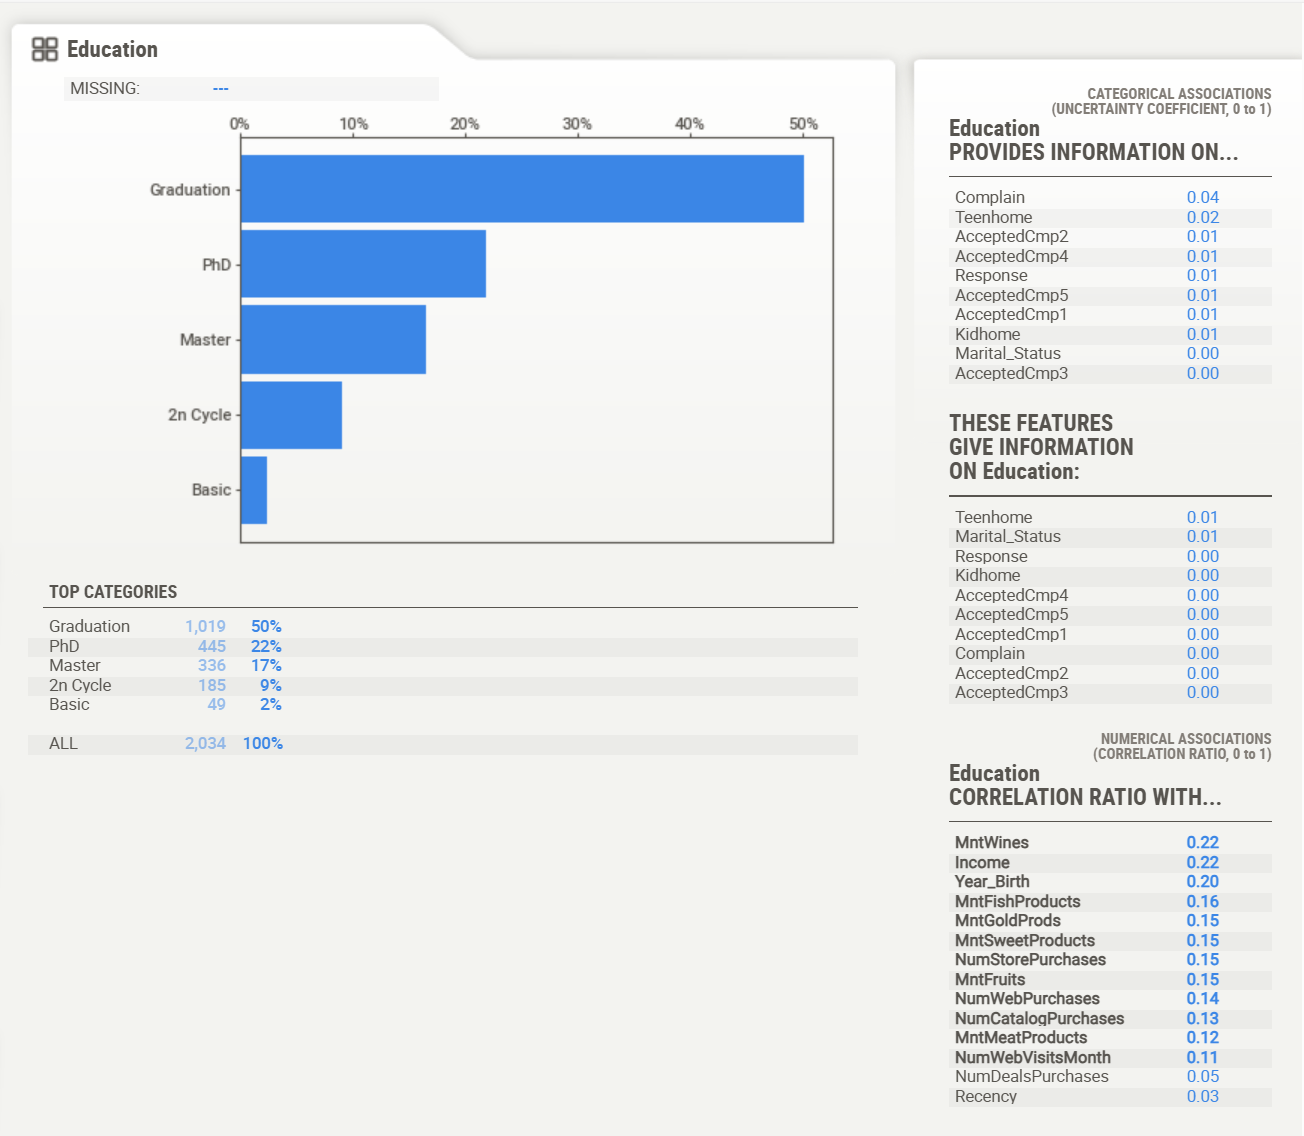 Education
MISSING: ---
0% 10% 20% 30% 40% 50%
Graduation
PhD
Master
2n Cycle
Basic
TOP CATEGORIES
Graduation 1,019 50%
PhD 445 22%
Master 336 17%
2n Cycle 185 9%
Basic 49 2%
ALL 2,034 100%
CATEGORICAL ASSOCIATIONS
(UNCERTAINTY COEFFICIENT, 0 to 1)
Education
PROVIDES INFORMATION ON...
Complain 0.04
Teenhome 0.02
AcceptedCmp2 0.01
AcceptedCmp4 0.01
Response 0.01
AcceptedCmp5 0.01
AcceptedCmp1 0.01
Kidhome 0.01
Marital_Status 0.00
AcceptedCmp3 0.00
THESE FEATURES
GIVE INFORMATION
ON Education:
Teenhome 0.01
Marital_Status 0.01
Response 0.00
Kidhome 0.00
AcceptedCmp4 0.00
AcceptedCmp5 0.00
AcceptedCmp1 0.00
Complain 0.00
AcceptedCmp2 0.00
AcceptedCmp3 0.00
NUMERICAL ASSOCIATIONS
(CORRELATION RATIO, 0 to 1)
Education
CORRELATION RATIO WITH...
MntWines 0.22
Income 0.22
Year_Birth 0.20
MntFishProducts 0.16
MntGoldProds 0.15
MntSweetProducts 0.15
NumStorePurchases 0.15
MntFruits 0.15
NumWebPurchases 0.14
NumCatalogPurchases 0.13
MntMeatProducts 0.12
NumWebVisitsMonth 0.11
NumDealsPurchases 0.05
Recency 0.03